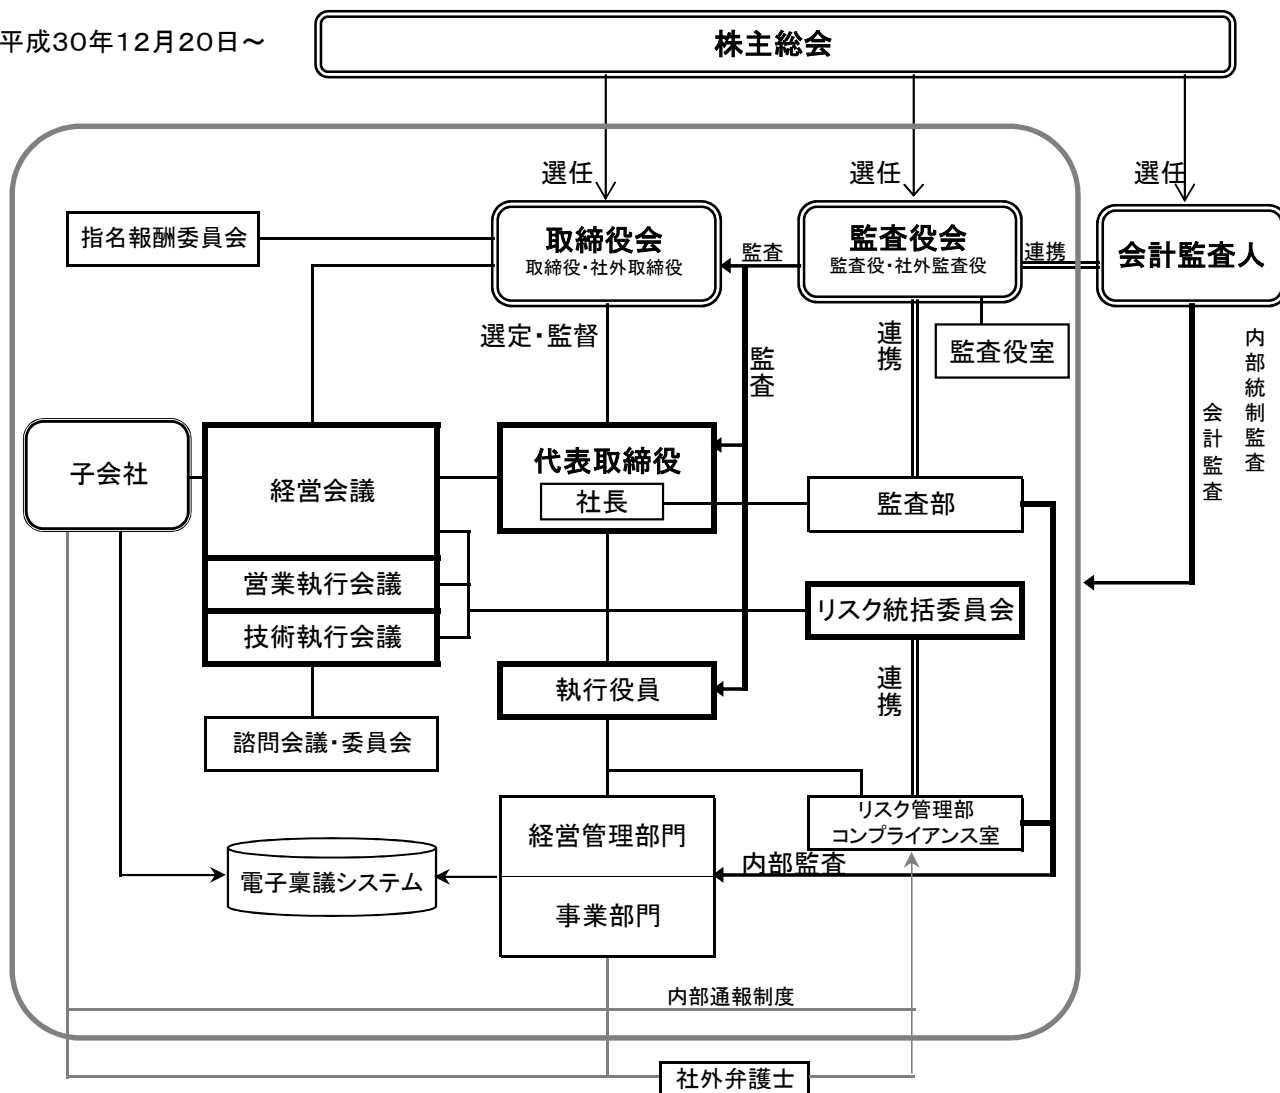 平成30年12月20日～
株主総会
選任
選任
選任
指名報酬委員会
取締役会
取締役・社外取締役
監査
監査役会
監査役・社外監査役
連携
会計監査人
選定・監督
監査
連携
監査役室
内部統制監査
会計監査
子会社
経営会議
代表取締役
社長
監査部
営業執行会議
技術執行会議
リスク統括委員会
執行役員
連携
諮問会議・委員会
経営管理部門
リスク管理部
コンプライアンス室
電子稟議システム
内部監査
事業部門
内部通報制度
社外弁護士